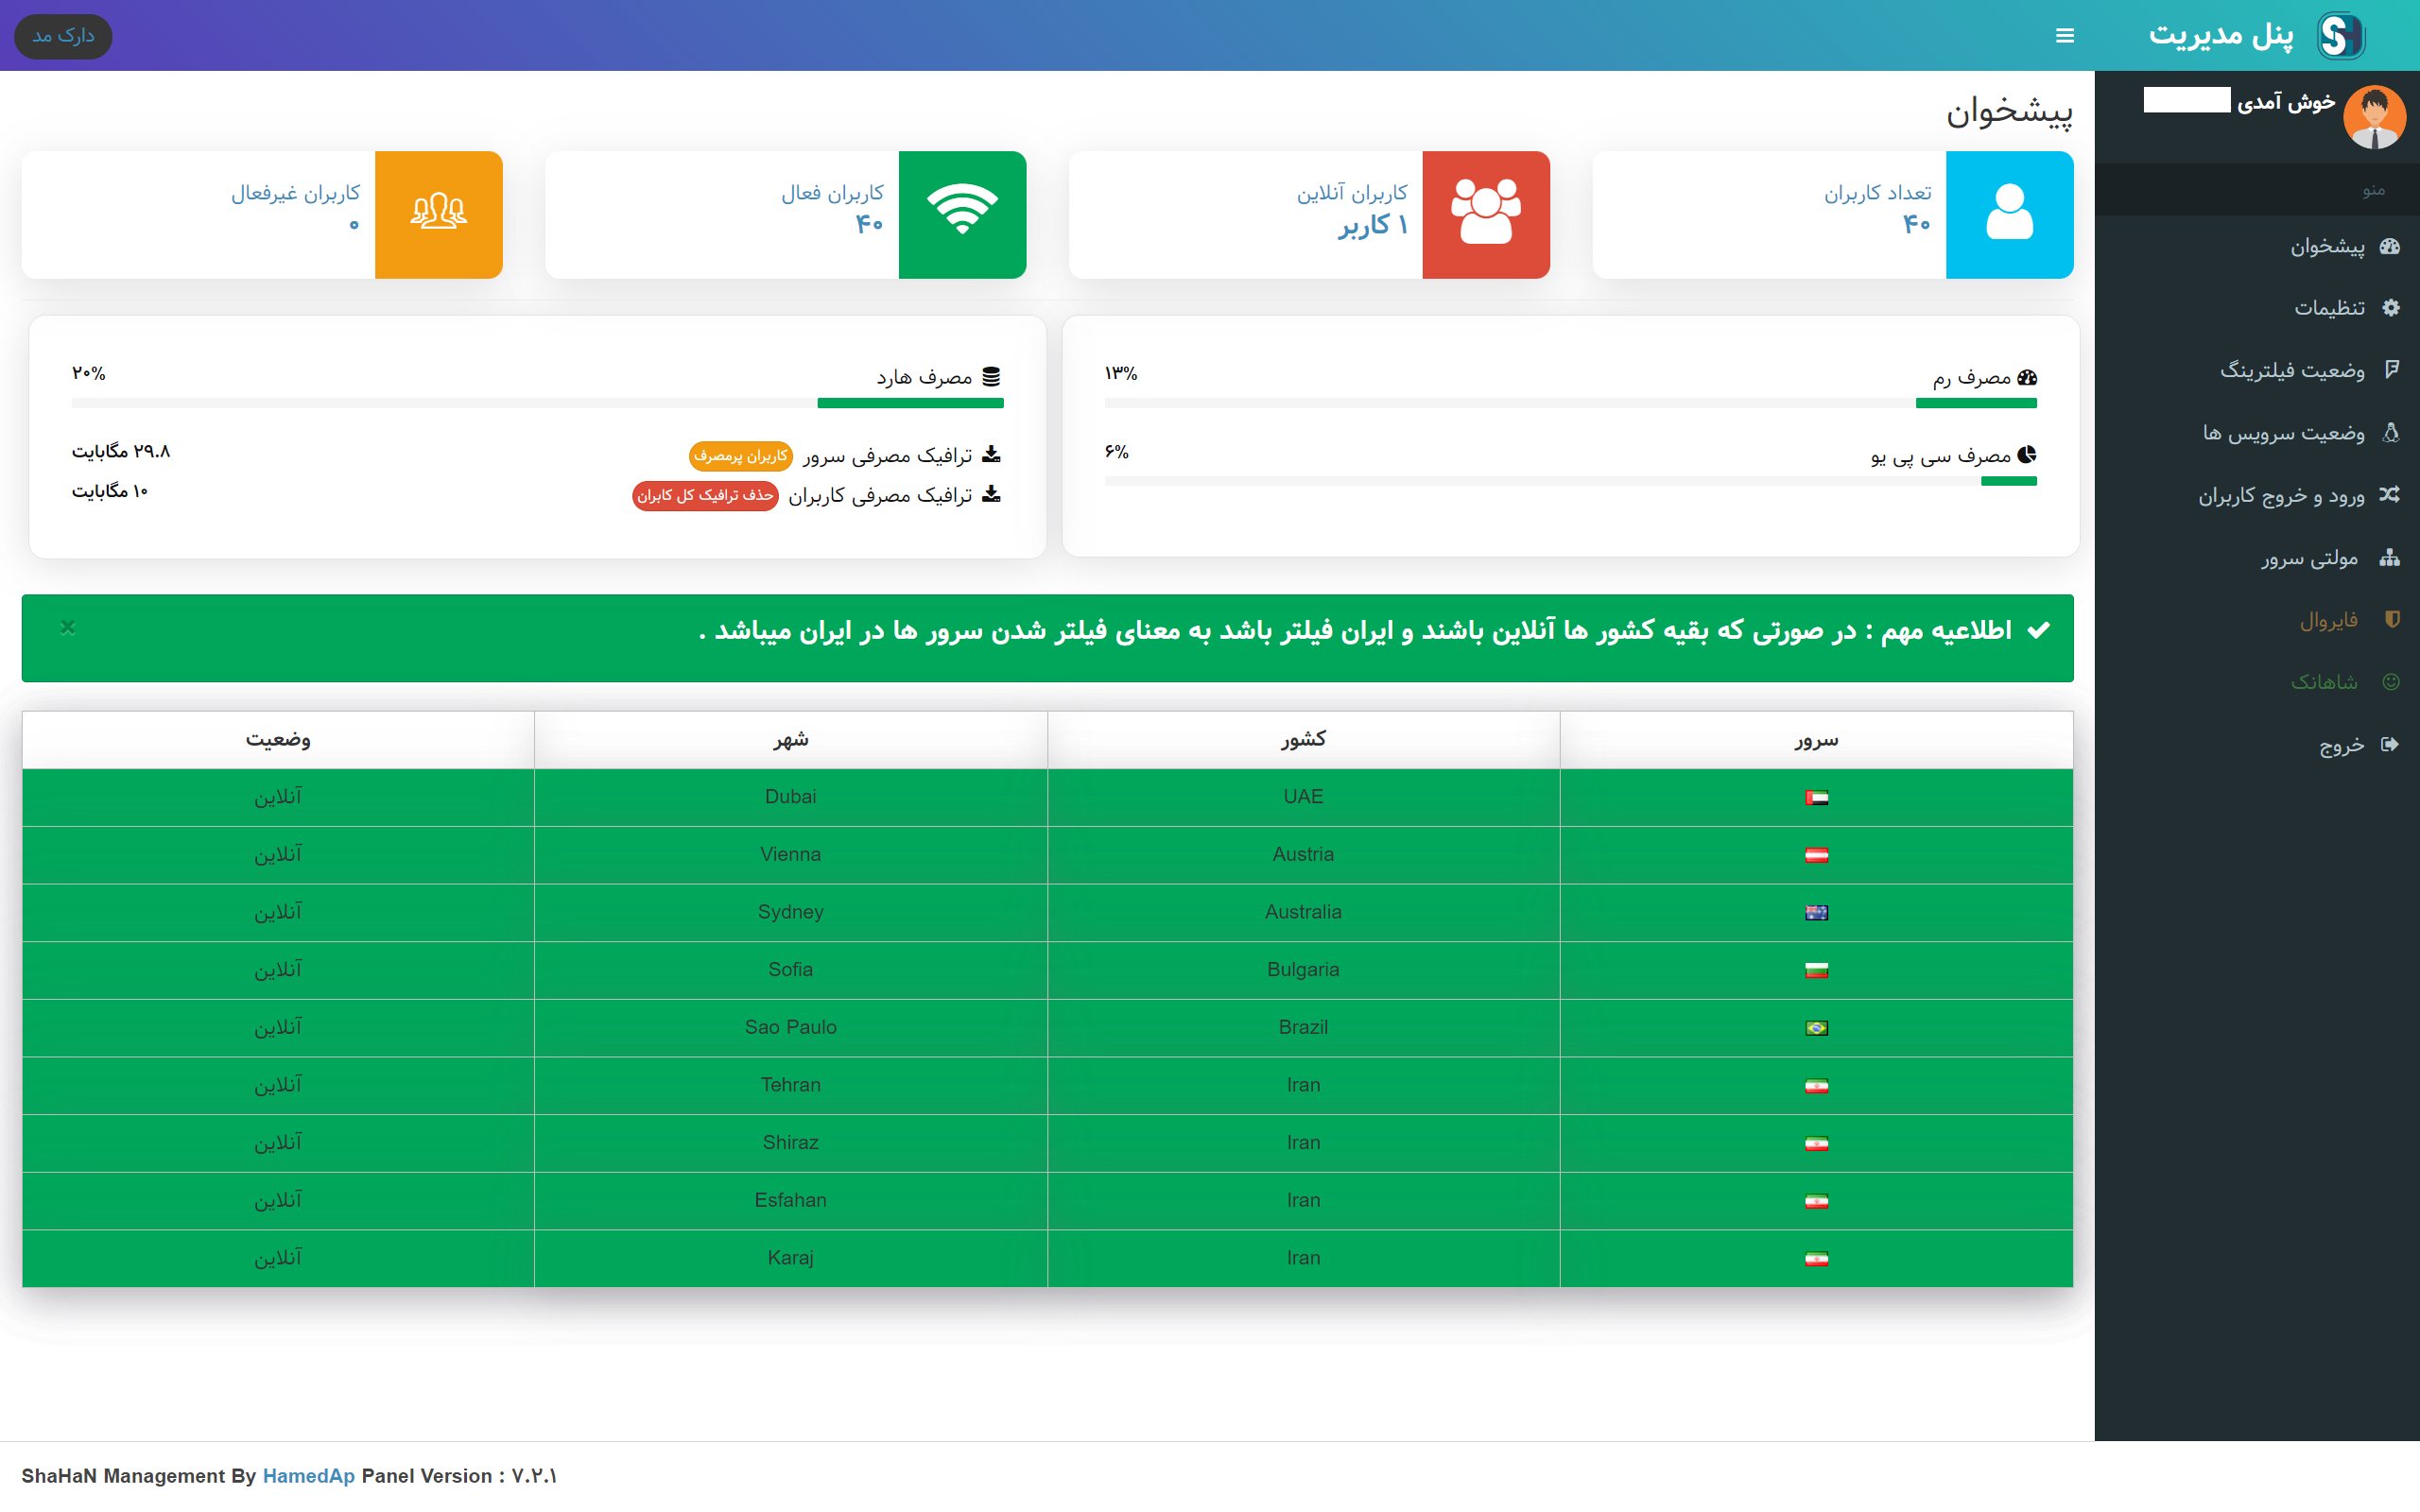 پنل مدیریت
دارک مد
خوش آمدی
منو
پیشخوان
تنظیمات
وضعیت فیلترینگ
وضعیت سرویس ها
ورود و خروج کاربران
مولتی سرور
فایروال
شاهانک
خروج
پیشخوان
تعداد کاربران
۴۰
کاربران آنلاین
۱ کاربر
کاربران فعال
۴۰
کاربران غیرفعال
۰
مصرف رم ۱۳%
مصرف سی پی یو ۶%
مصرف هارد ۲۰%
ترافیک مصرفی سرور کاربران پرمصرف ۲۹.۸ مگابایت
ترافیک مصرفی کاربران حذف ترافیک کل کابران ۱۰ مگابایت
اطلاعیه مهم : در صورتی که بقیه کشور ها آنلاین باشند و ایران فیلتر باشد به معنای فیلتر شدن سرور ها در ایران میباشد .
سرور کشور شهر وضعیت
UAE Dubai آنلاین
Austria Vienna آنلاین
Australia Sydney آنلاین
Bulgaria Sofia آنلاین
Brazil Sao Paulo آنلاین
Iran Tehran آنلاین
Iran Shiraz آنلاین
Iran Esfahan آنلاین
Iran Karaj آنلاین
ShaHaN Management By HamedAp Panel Version : ۷.۲.۱